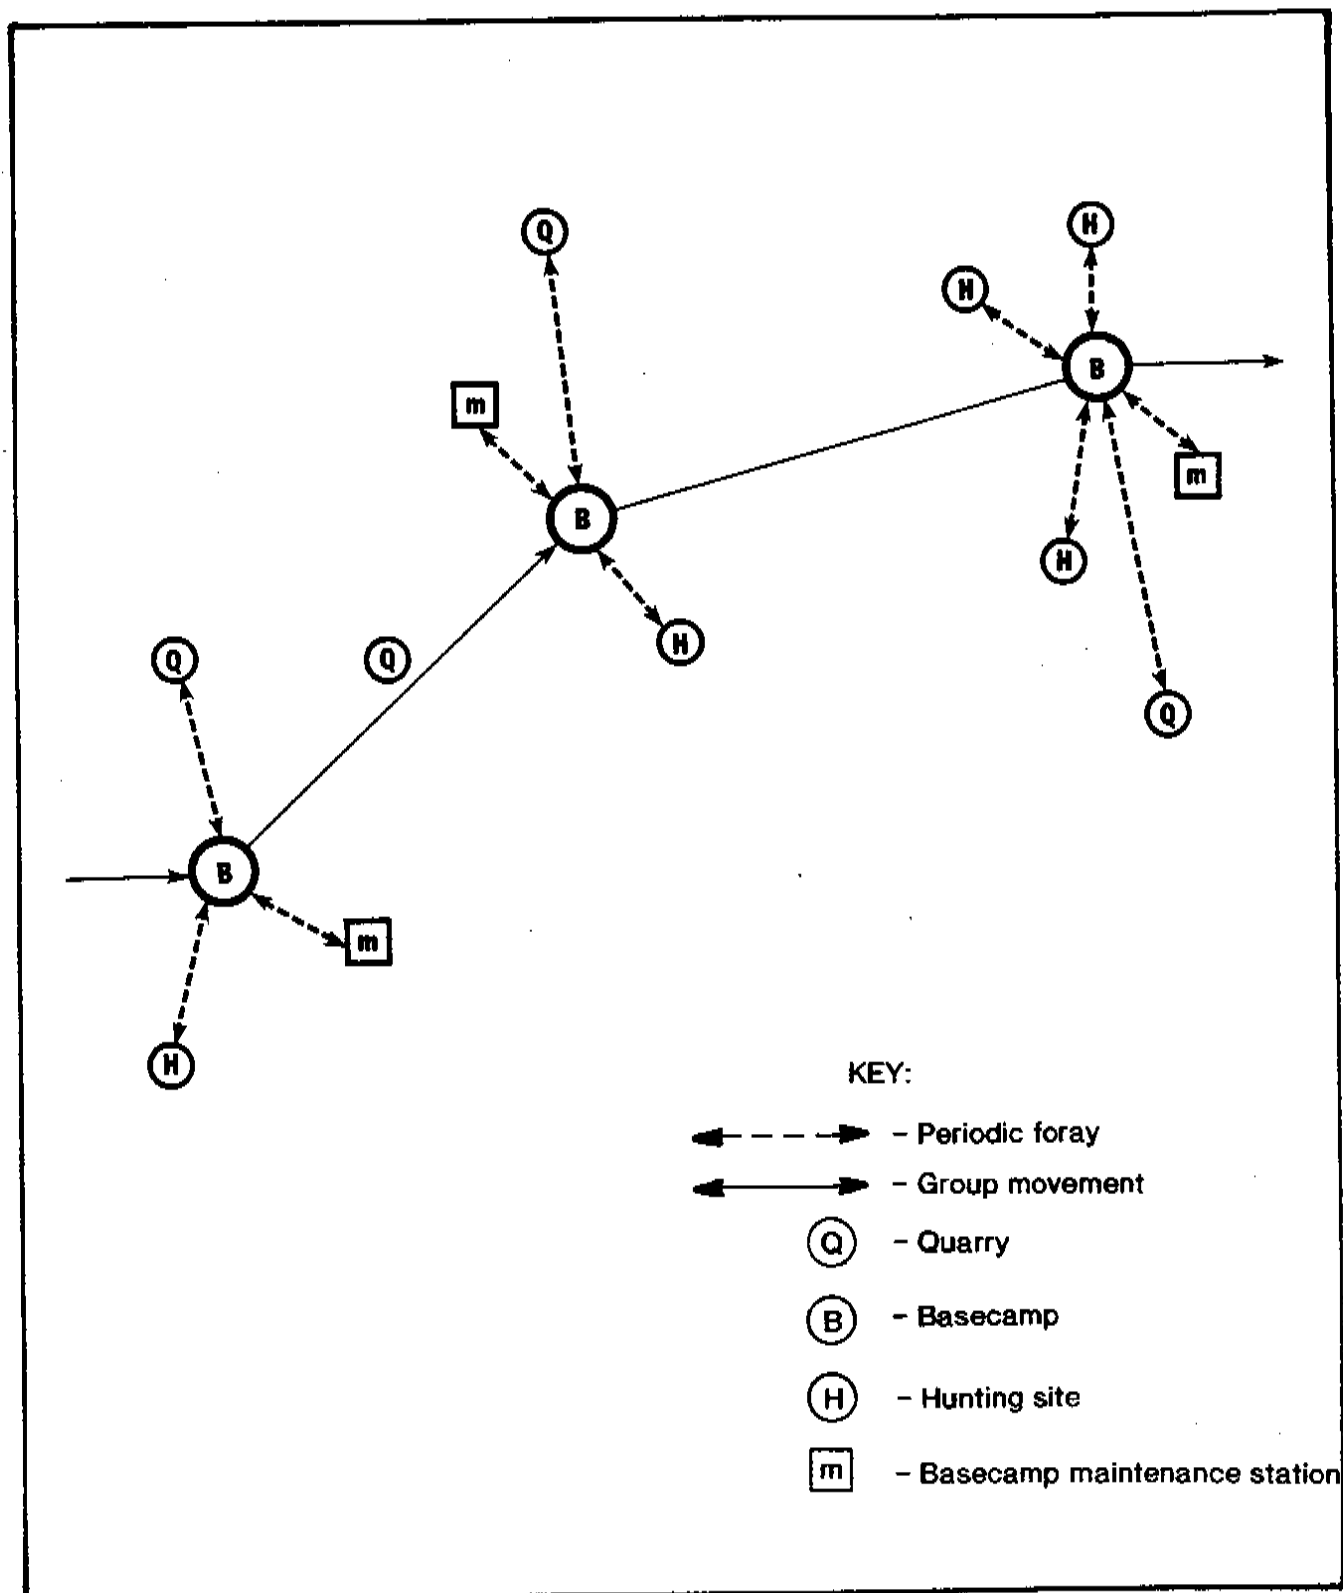 H
Q
H
B
m
m
B
H
H
Q
Q
Q
B
m
H
KEY:
– Periodic foray
– Group movement
Q – Quarry
B – Basecamp
H – Hunting site
m – Basecamp maintenance station